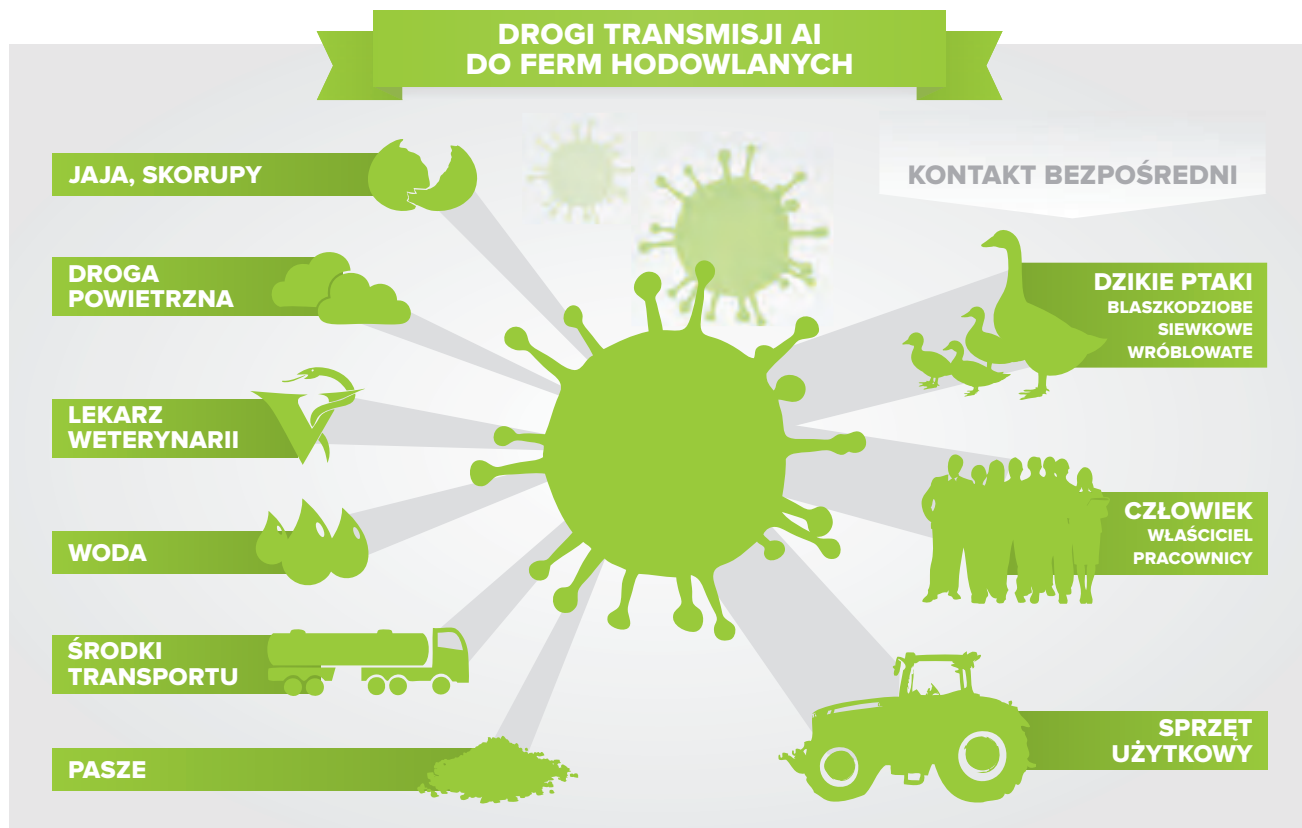 DROGI TRANSMISJI AI
DO FERM HODOWLANYCH
JAJA, SKORUPY
DROGA
POWIETRZNA
LEKARZ
WETERYNARII
WODA
ŚRODKI
TRANSPORTU
PASZE
KONTAKT BEZPOŚREDNI
DZIKIE PTAKI
BLASZKODZIOBE
SIEWKOWE
WRÓBLOWATE
CZŁOWIEK
WŁAŚCICIEL
PRACOWNICY
SPRZĘT
UŻYTKOWY